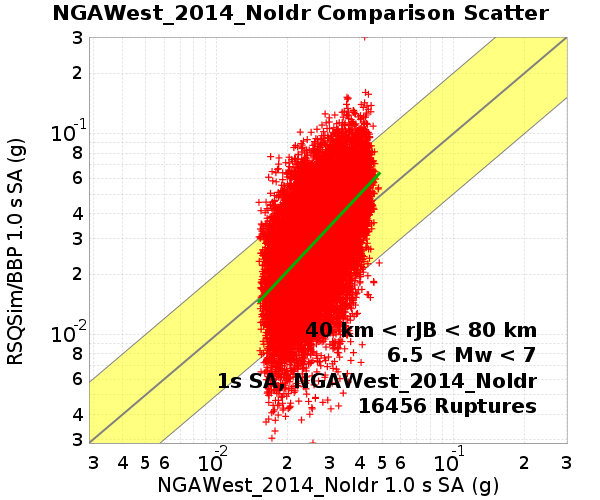 NGAWest_2014_NoIdr Comparison Scatter
3
2
10-1
8
6
4
3
2
10-2
8
6
4
3
RSQSim/BBP 1.0 s SA (g)
40 km < rJB < 80 km
6.5 < Mw < 7
1s SA, NGAWest_2014_NoIdr
16456 Ruptures
3 4 5 6 10-2 2 3 4 5 6 10-1 2 3
NGAWest_2014_NoIdr 1.0 s SA (g)